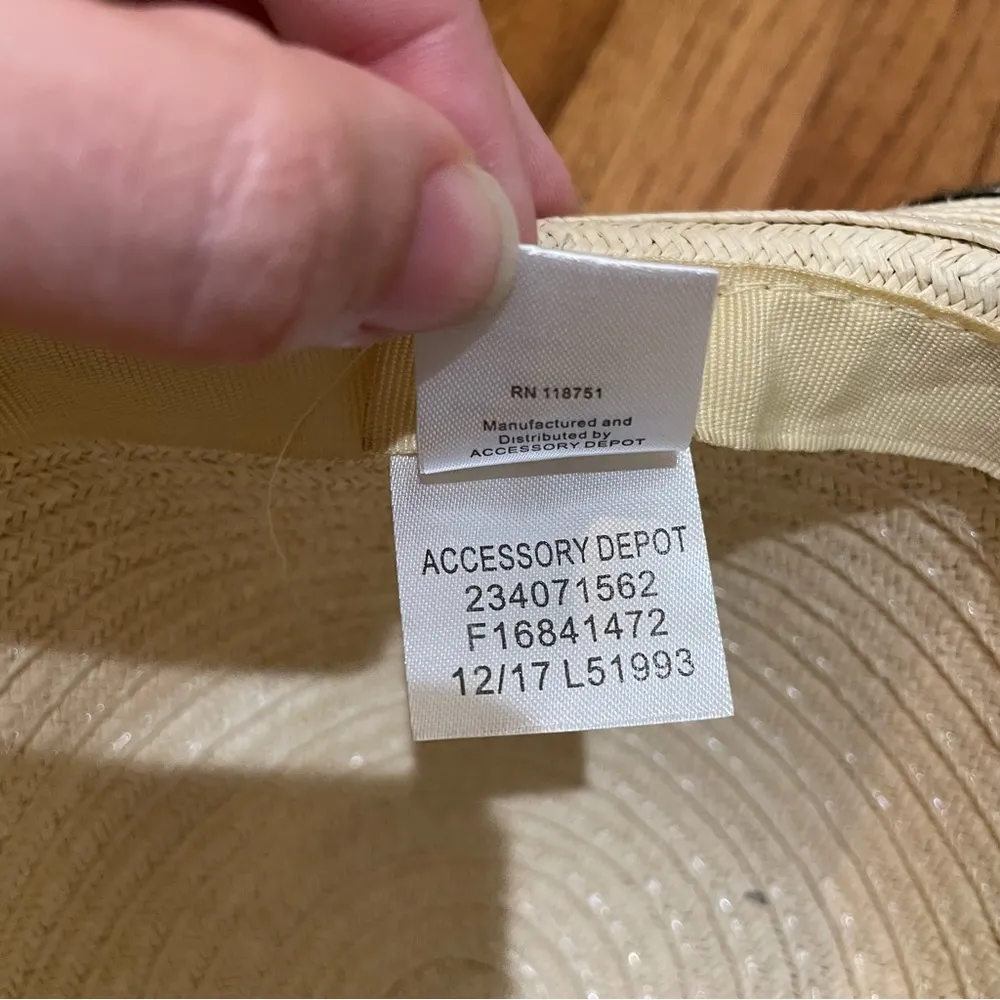 RN 118751
Manufactured and
Distributed by
ACCESSORY DEPOT
ACCESSORY DEPOT
234071562
F16841472
12/17 L51993